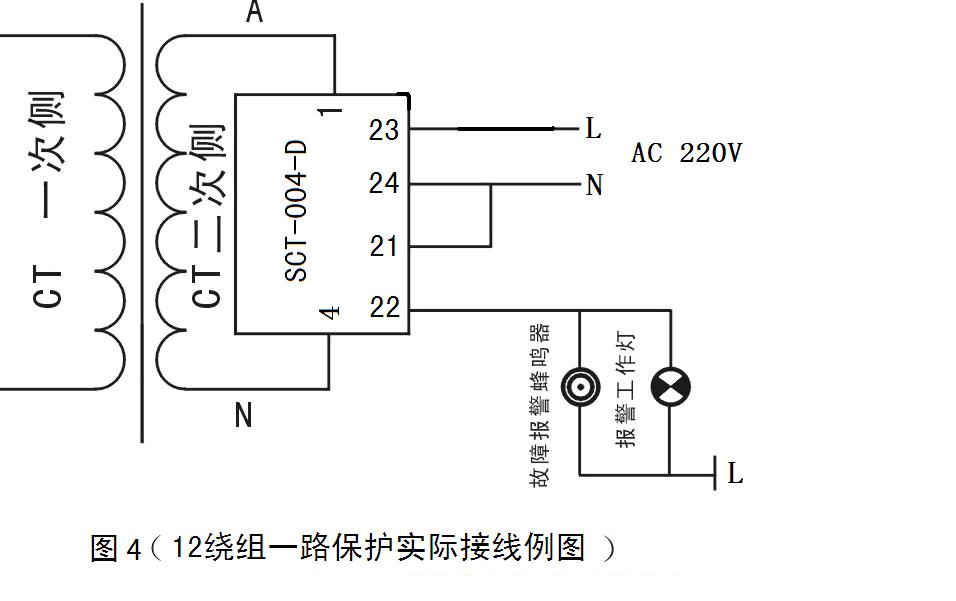 A
CT 一次侧
CT 二次侧
1
SCT-004-D
4
23
24
21
22
L
AC 220V
N
故障报警蜂鸣器
报警工作灯
L
N
图 4（12绕组一路保护实际接线例图 ）